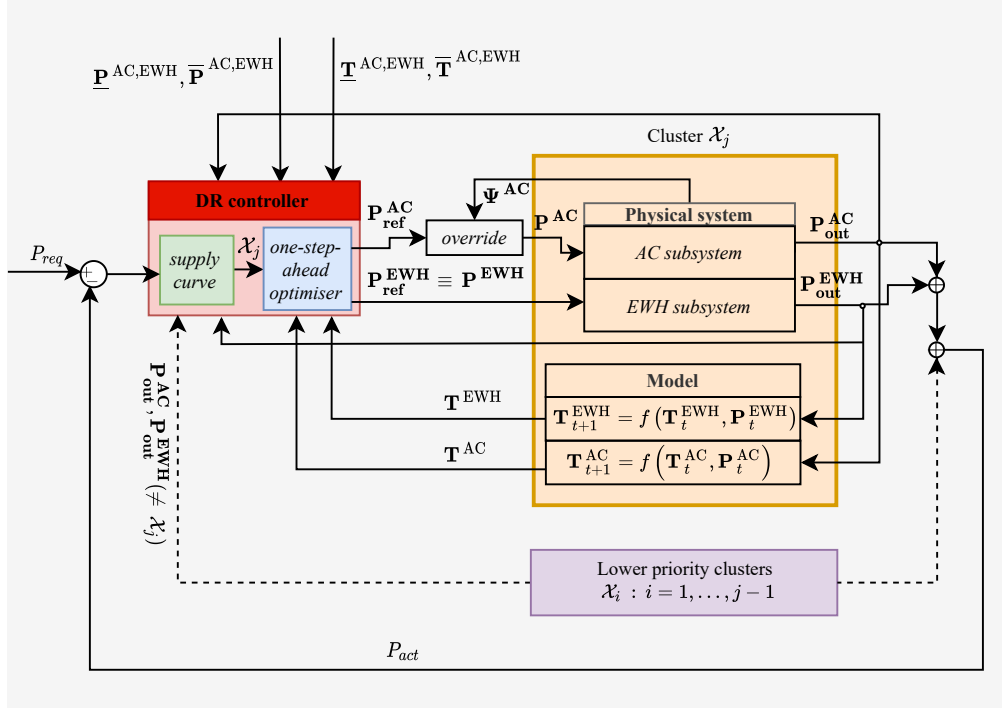 P̲^AC,EWH, P̅^AC,EWH
T̲^AC,EWH, T̅^AC,EWH
Cluster 𝒳_j
DR controller
Ψ^AC
P_ref^AC
P^AC
Physical system
P_out^AC
P_req
+
−
supply
curve
𝒳_j
one-step-
ahead
optimiser
override
AC subsystem
P_ref^EWH ≡ P^EWH
P_out^EWH
EWH subsystem
+
+
Model
T^EWH
T_{t+1}^EWH = f(T_t^EWH, P_t^EWH)
T^AC
T_{t+1}^AC = f(T_t^AC, P_t^AC)
P_out^AC, P_out^EWH (≠ 𝒳_j)
Lower priority clusters
𝒳_i : i = 1, …, j − 1
P_act